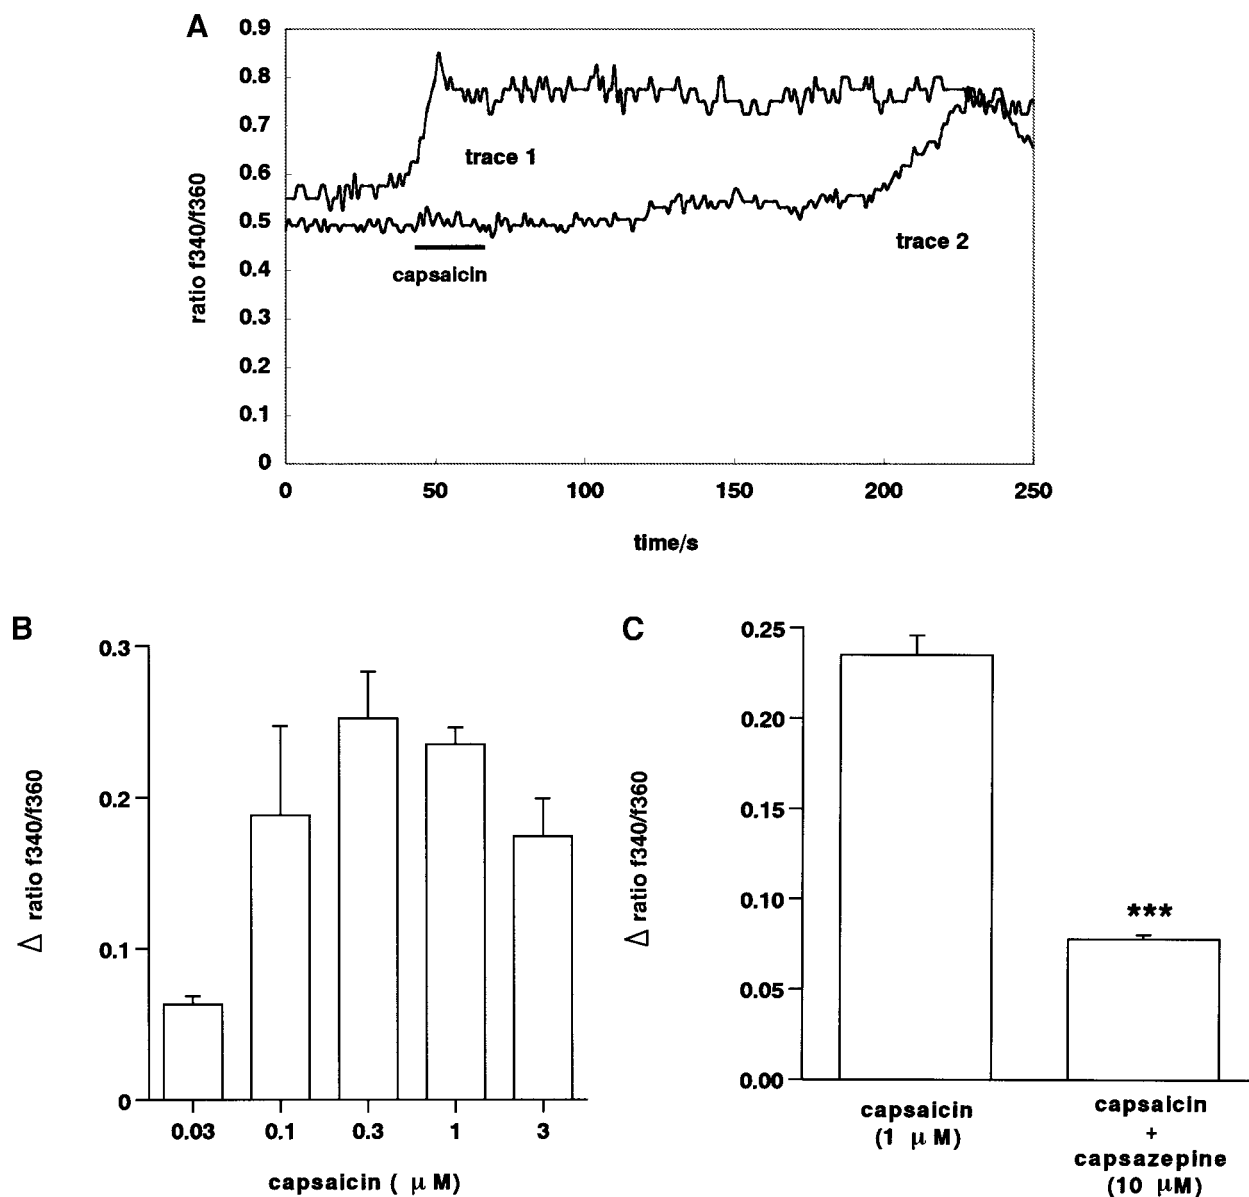 A
0.9
0.8
0.7
0.6
0.5
0.4
0.3
0.2
0.1
0
ratio f340/f360
trace 1
trace 2
capsaicin
0 50 100 150 200 250
time/s
B
0.3
0.2
0.1
0
Δ ratio f340/f360
0.03 0.1 0.3 1 3
capsaicin ( μ M)
C
0.25
0.20
0.15
0.10
0.05
0.00
Δ ratio f340/f360
***
capsaicin
(1 μ M)
capsaicin
+
capsazepine
(10 μM)